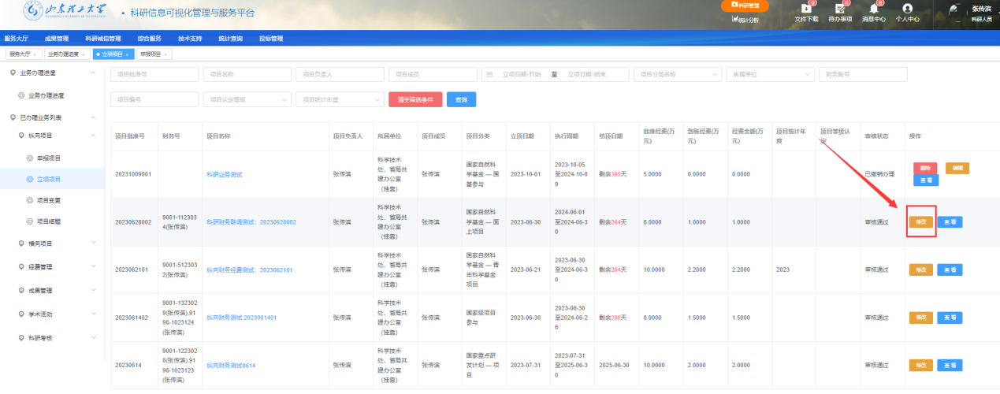 山东理工大学
SHANDONG UNIVERSITY OF TECHNOLOGY
• 科研信息可视化管理与服务平台
科研管理
统计分析
0
文件下载
0
待办事项
6
消息中心
个人中心
张传滨
科研人员
服务大厅 成果管理 科研诚信管理 综合服务 技术支持 统计查询 投标管理
服务大厅 × 业务办理进度 × ● 立项项目 × 申报项目 ×
业务办理进度
业务办理进度
已办理业务列表
纵向项目
申报项目
立项项目
项目变更
项目结题
横向项目
经费管理
成果管理
学术活动
科研考核
项目批准号 项目名称 项目负责人 项目成员 立项日期-开始 至 立项日期-结束 项目分类名称 所属单位 财务账号
项目编号 项目认定等级 项目统计年度 清空筛选条件 查询
项目批准号 财务号 项目名称 项目负责人 所属单位 项目成员 项目分类 立项日期 执行周期 结项日期 批准经费(万
元) 到账经费(万
元) 经费余额(万
元) 项目统计年
度 项目等级认
定 审核状态 操作
20231009001
科研业务测试
张传滨
科学技术
处、省局共
建办公室
(挂靠)
张传滨
国家自然科
学基金 — 国
基参与
2023-10-01
2023-10-05
至2024-10-0
9
剩余365天
5.0000
0.0000
0.0000
已撤销办理
删除 编辑
查看
20230628002
9001-112303
4(张传滨)
科研财务联调测试：20230628002
张传滨
科学技术
处、省局共
建办公室
(挂靠)
张传滨
国家自然科
学基金 — 面
上项目
2023-06-30
2024-06-01
至2024-06-3
0
剩余264天
8.0000
1.0000
1.0000
审核通过
修改 查看
2023062101
9001-512303
2(张传滨)
纵向财务经费测试：2023062101
张传滨
科学技术
处、省局共
建办公室
(挂靠)
张传滨
国家自然科
学基金 — 青
年科学基金
项目
2023-06-21
2023-06-30
至2024-06-3
0
剩余264天
10.0000
2.2000
2.2000
2023
审核通过
修改 查看
2023061402
9001-132302
9(张传滨),91
96-1023124
(张传滨)
纵向财务测试:2023061401
张传滨
科学技术
处、省局共
建办公室
(挂靠)
张传滨
国家级项目
参与
2023-06-30
2023-06-30
至2024-06-2
6
剩余260天
8.0000
1.5000
1.5000
审核通过
修改 查看
20230614
9001-122302
8(张传滨),91
96-1023123
(张传滨)
纵向财务测试0614
张传滨
科学技术
处、省局共
建办公室
(挂靠)
张传滨
国家重点研
发计划 — 项
目
2023-07-31
2023-07-31
至2025-06-3
0
2025-06-30
10.0000
2.0000
2.0000
审核通过
修改 查看